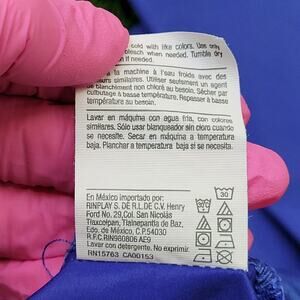 cold with like colors. Use only
bleach when needed. Tumble dry
n if needed.
r à la machine à l'eau froids avec des
leurs similaires. Utiliser seulement un agent
de blanchiment non chloré au besoin. Sécher par
culbutage à basse température. Repasser à basse
température au besoin.
Lavar en máquina con agua fria, con colores
similares. Sólo usar blanqueador sin cloro cuando
se necesite. Secar en máquina a temperatura
baja. Planchar a temperatura baja si se necesita.
En México importado por:
RINPLAY S. DE R.L.DE C.V. Henry
Ford No. 29,Col. San Nicolás
Tlaxcolpan, Tlalnepantla de Baz,
Edo. de México, C.P.54030
R.F.C.RIN980806 AE9
Lavar con detergente. No exprimir.
RN15763 CA00153
30